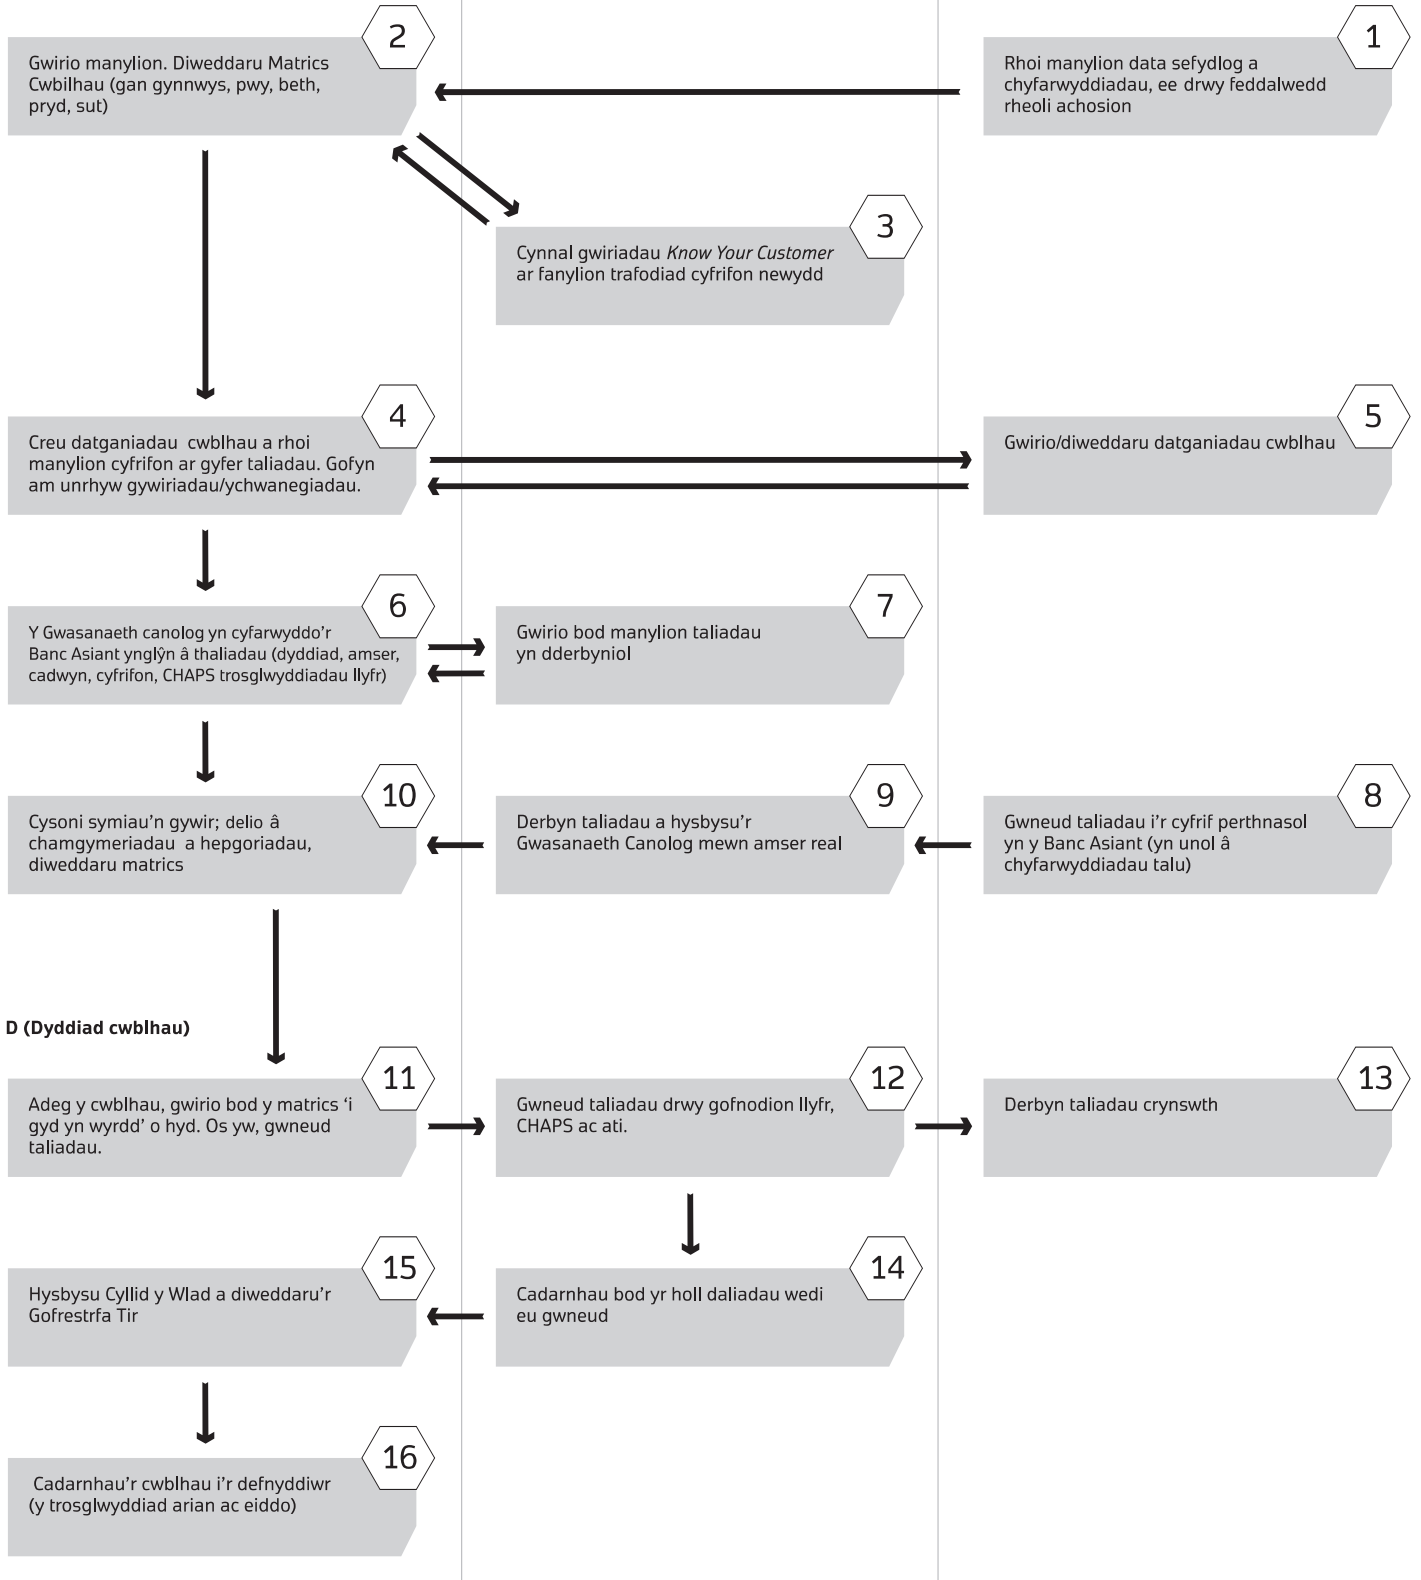 1
Rhoi manylion data sefydlog a
chyfarwyddiadau, ee drwy feddalwedd
rheoli achosion
2
Gwirio manylion. Diweddaru Matrics
Cwbilhau (gan gynnwys, pwy, beth,
pryd, sut)
3
Cynnal gwiriadau Know Your Customer
ar fanylion trafodiad cyfrifon newydd
4
Creu datganiadau cwblhau a rhoi
manylion cyfrifon ar gyfer taliadau. Gofyn
am unrhyw gywiriadau/ychwanegiadau.
5
Gwirio/diweddaru datganiadau cwblhau
6
Y Gwasanaeth canolog yn cyfarwyddo’r
Banc Asiant ynglŷn â thaliadau (dyddiad, amser,
cadwyn, cyfrifon, CHAPS trosglwyddiadau llyfr)
7
Gwirio bod manylion taliadau
yn dderbyniol
8
Gwneud taliadau i’r cyfrif perthnasol
yn y Banc Asiant (yn unol â
chyfarwyddiadau talu)
9
Derbyn taliadau a hysbysu’r
Gwasanaeth Canolog mewn amser real
10
Cysoni symiau’n gywir; delio â
chamgymeriadau a hepgoriadau,
diweddaru matrics
D (Dyddiad cwblhau)
11
Adeg y cwblhau, gwirio bod y matrics ‘i
gyd yn wyrdd’ o hyd. Os yw, gwneud
taliadau.
12
Gwneud taliadau drwy gofnodion llyfr,
CHAPS ac ati.
13
Derbyn taliadau crynswth
14
Cadarnhau bod yr holl daliadau wedi
eu gwneud
15
Hysbysu Cyllid y Wlad a diweddaru’r
Gofrestrfa Tir
16
Cadarnhau’r cwblhau i’r defnyddiwr
(y trosglwyddiad arian ac eiddo)